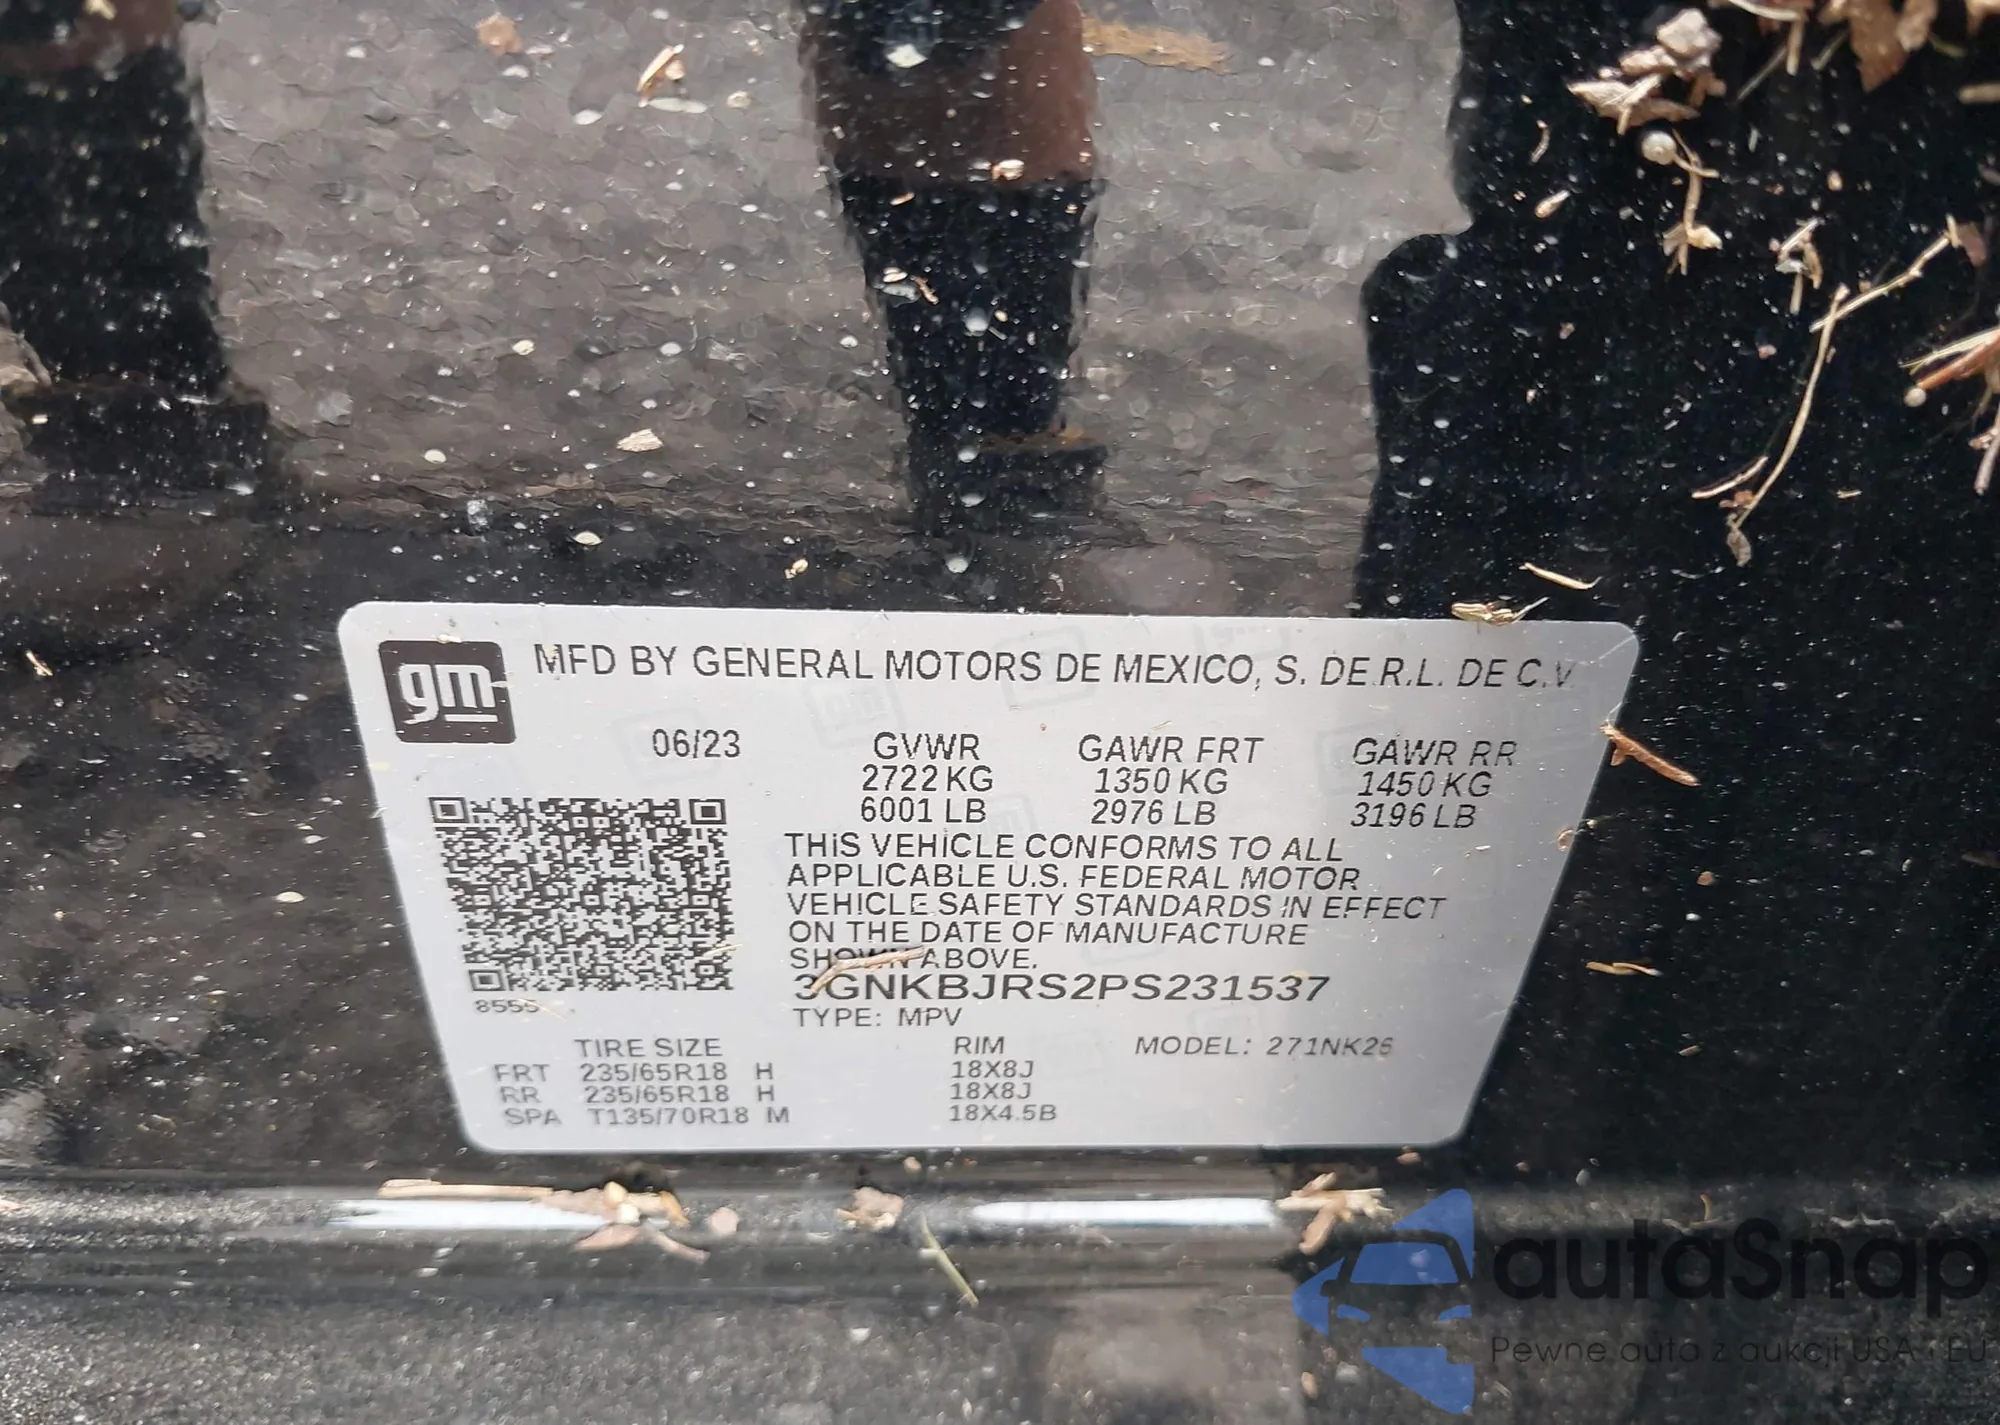 gm MFD BY GENERAL MOTORS DE MEXICO, S. DE R.L. DE C.V
06/23 GVWR GAWR FRT GAWR RR
2722 KG 1350 KG 1450 KG
6001 LB 2976 LB 3196 LB
THIS VEHICLE CONFORMS TO ALL
APPLICABLE U.S. FEDERAL MOTOR
VEHICLE SAFETY STANDARDS IN EFFECT
ON THE DATE OF MANUFACTURE
SHOWN ABOVE.
3GNKBJRS2PS231537
8555
TYPE: MPV
TIRE SIZE RIM MODEL: 271NK26
FRT 235/65R18 H 18X8J
RR 235/65R18 H 18X8J
SPA T135/70R18 M 18X4.5B
autaSnap
Pewne auta z aukcji USA i EU